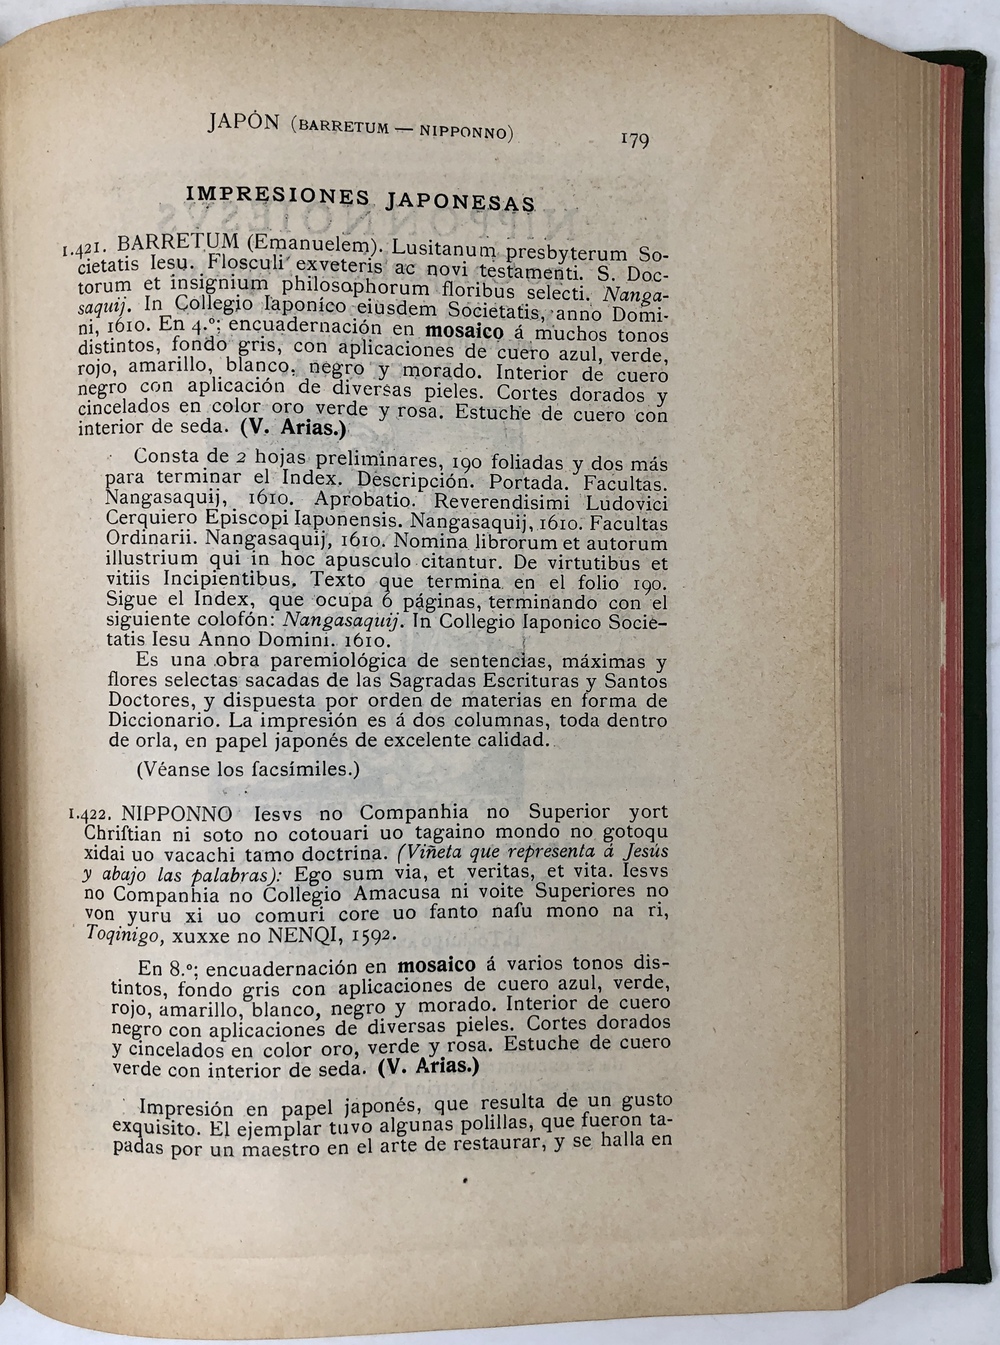 JAPÓN (BARRETUM — NIPPONNO)
179
IMPRESIONES JAPONESAS
1.421. BARRETUM (Emanuelem). Lusitanum presbyterum So-
cietatis Iesu. Flosculi exveteris ac novi testamenti. S. Doc-
torum et insignium philosophorum floribus selecti. Nanga-
saquij. In Collegio Iaponico eiusdem Societatis, anno Domi-
ni, 1610. En 4.º; encuadernación en mosaico á muchos tonos
distintos, fondo gris, con aplicaciones de cuero azul, verde,
rojo, amarillo, blanco, negro y morado. Interior de cuero
negro con aplicación de diversas pieles. Cortes dorados y
cincelados en color oro verde y rosa. Estuche de cuero con
interior de seda. (V. Arias.)
Consta de 2 hojas preliminares, 190 foliadas y dos más
para terminar el Index. Descripción. Portada. Facultas.
Nangasaquij, 1610. Aprobatio. Reverendisimi Ludovici
Cerquiero Episcopi Iaponensis. Nangasaquij, 1610. Facultas
Ordinarii. Nangasaquij, 1610. Nomina librorum et autorum
illustrium qui in hoc apusculo citantur. De virtutibus et
vitiis Incipientibus. Texto que termina en el folio 190.
Sigue el Index, que ocupa 6 páginas, terminando con el
siguiente colofón: Nangasaquij. In Collegio Iaponico Socie-
tatis Iesu Anno Domini. 1610.
Es una obra paremiológica de sentencias, máximas y
flores selectas sacadas de las Sagradas Escrituras y Santos
Doctores, y dispuesta por orden de materias en forma de
Diccionario. La impresión es á dos columnas, toda dentro
de orla, en papel japonés de excelente calidad.
(Véanse los facsímiles.)
1.422. NIPPONNO Iesvs no Companhia no Superior yort
Chriſtian ni soto no cotouari uo tagaino mondo no gotoqu
xidai uo vacachi tamo doctrina. (Viñeta que representa á Jesús
y abajo las palabras): Ego sum via, et veritas, et vita. Iesvs
no Companhia no Collegio Amacusa ni voite Superiores no
von yuru xi uo comuri core uo fanto naſu mono na ri,
Toqinigo, xuxxe no NENQI, 1592.
En 8.º; encuadernación en mosaico á varios tonos dis-
tintos, fondo gris con aplicaciones de cuero azul, verde,
rojo, amarillo, blanco, negro y morado. Interior de cuero
negro con aplicaciones de diversas pieles. Cortes dorados
y cincelados en color oro, verde y rosa. Estuche de cuero
verde con interior de seda. (V. Arias.)
Impresión en papel japonés, que resulta de un gusto
exquisito. El ejemplar tuvo algunas polillas, que fueron ta-
padas por un maestro en el arte de restaurar, y se halla en